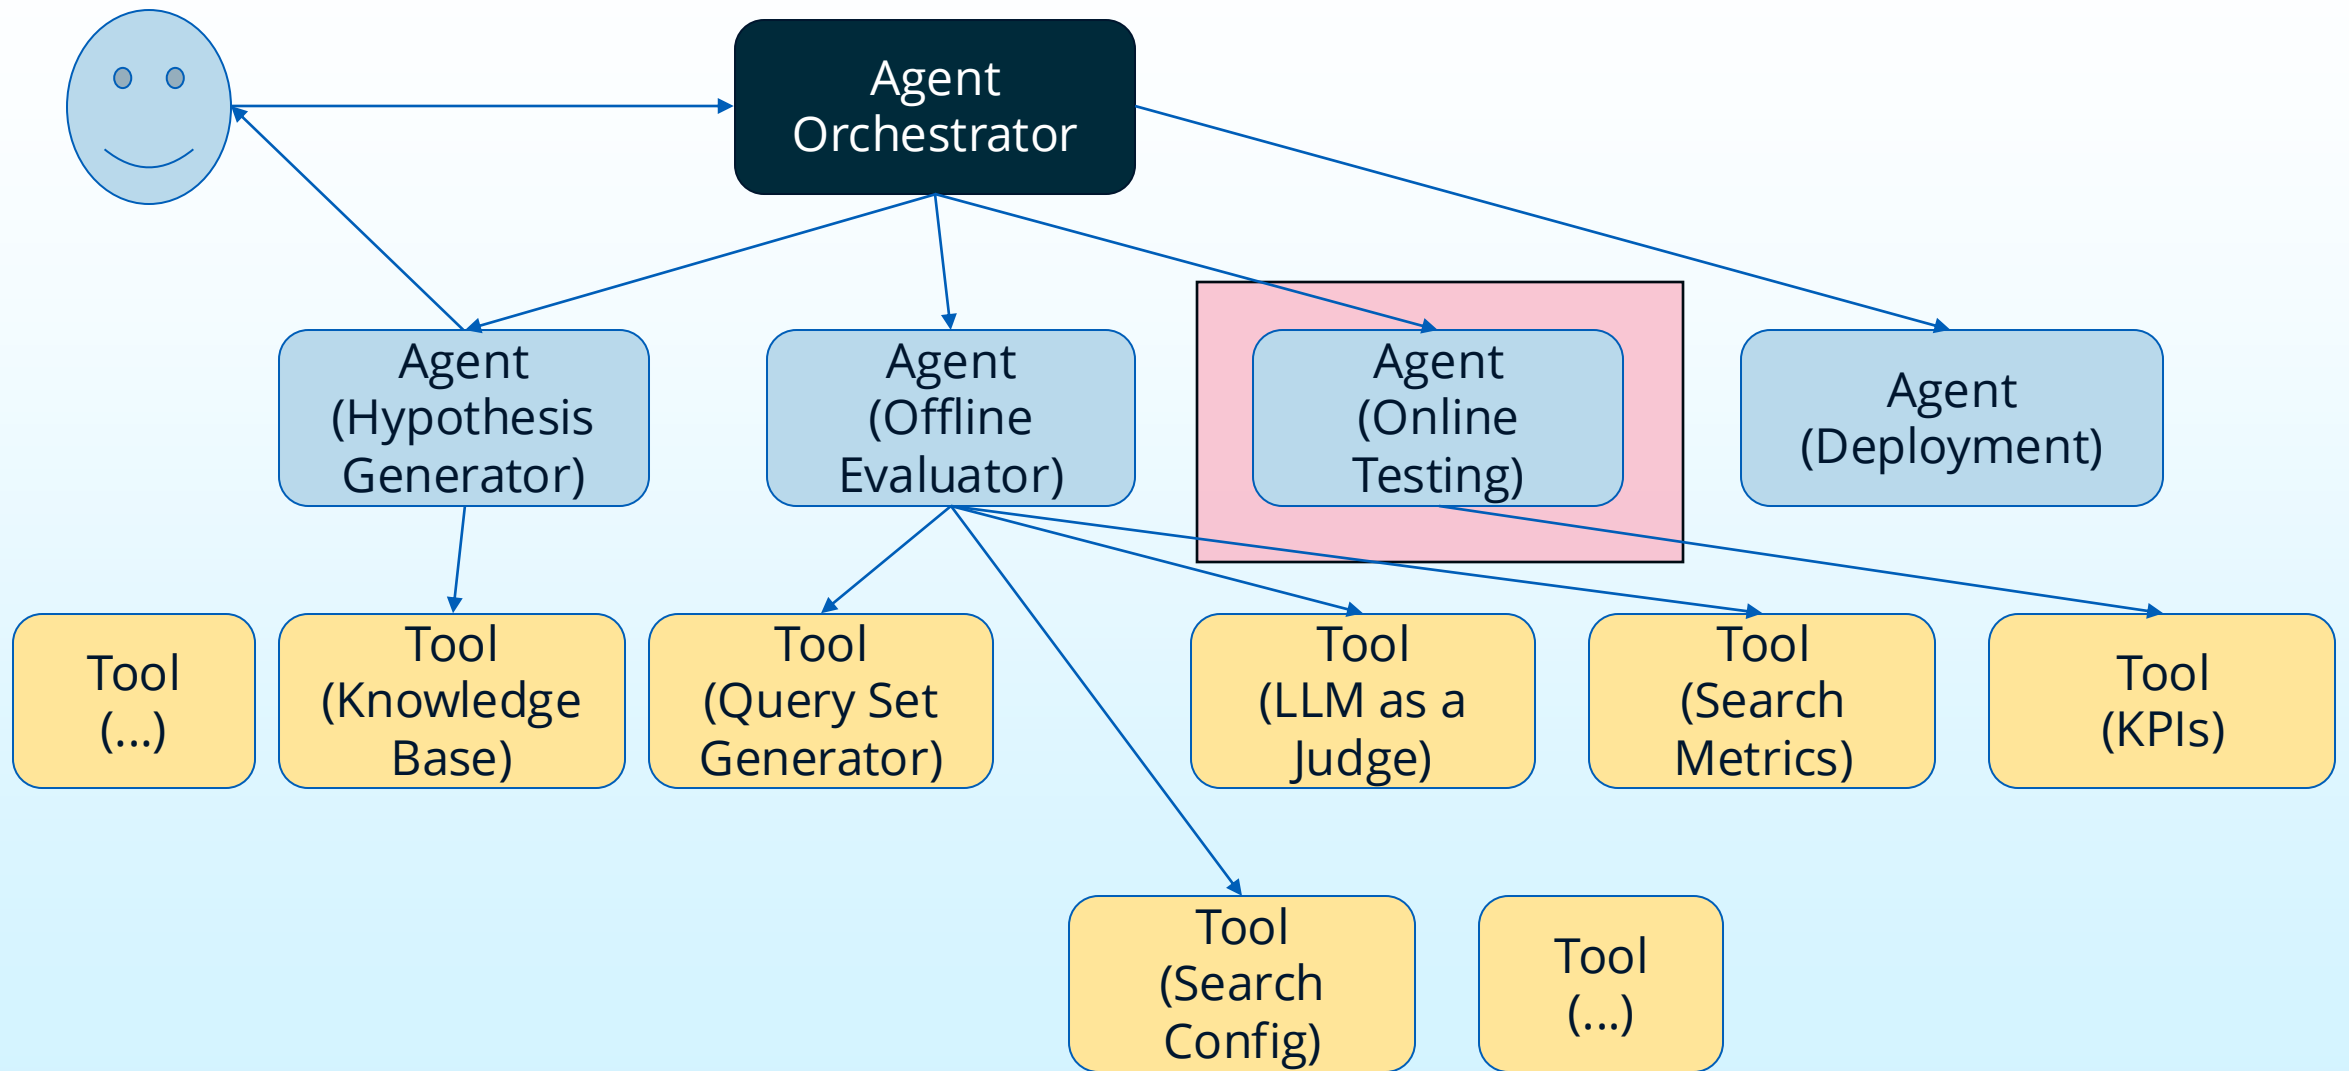 Agent
Orchestrator
Agent
(Hypothesis
Generator)
Agent
(Offline
Evaluator)
Agent
(Online
Testing)
Agent
(Deployment)
Tool
(...)
Tool
(Knowledge
Base)
Tool
(Query Set
Generator)
Tool
(LLM as a
Judge)
Tool
(Search
Metrics)
Tool
(KPIs)
Tool
(Search
Config)
Tool
(...)